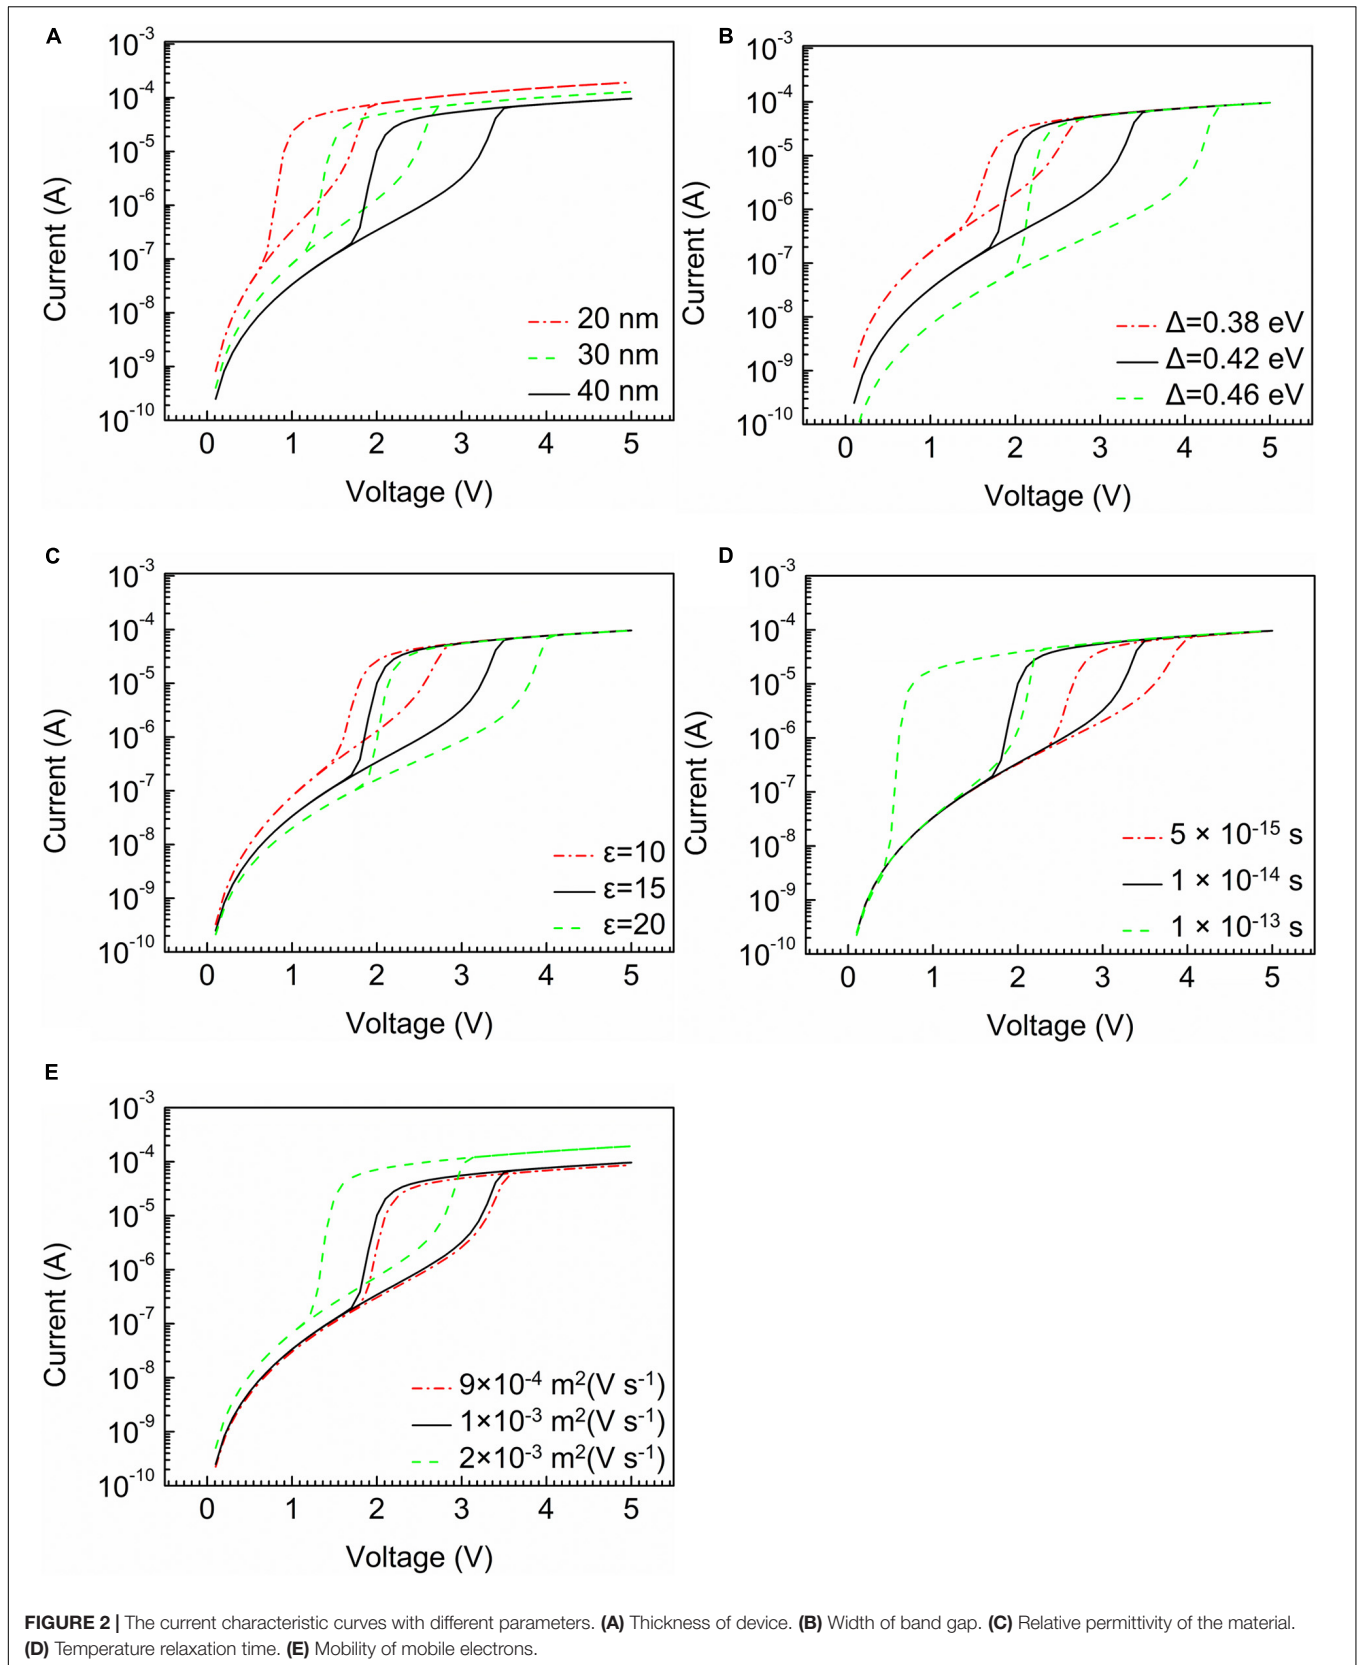 A
10-3
10-4
10-5
10-6
10-7
10-8
10-9
10-10
Current (A)
20 nm
30 nm
40 nm
0 1 2 3 4 5
Voltage (V)
B
10-3
10-4
10-5
10-6
10-7
10-8
10-9
10-10
Current (A)
Δ=0.38 eV
Δ=0.42 eV
Δ=0.46 eV
0 1 2 3 4 5
Voltage (V)
C
10-3
10-4
10-5
10-6
10-7
10-8
10-9
10-10
Current (A)
ε=10
ε=15
ε=20
0 1 2 3 4 5
Voltage (V)
D
10-3
10-4
10-5
10-6
10-7
10-8
10-9
10-10
Current (A)
5 × 10-15 s
1 × 10-14 s
1 × 10-13 s
0 1 2 3 4 5
Voltage (V)
E
10-3
10-4
10-5
10-6
10-7
10-8
10-9
10-10
Current (A)
9×10-4 m2(V s-1)
1×10-3 m2(V s-1)
2×10-3 m2(V s-1)
0 1 2 3 4 5
Voltage (V)
FIGURE 2 | The current characteristic curves with different parameters. (A) Thickness of device. (B) Width of band gap. (C) Relative permittivity of the material.
(D) Temperature relaxation time. (E) Mobility of mobile electrons.